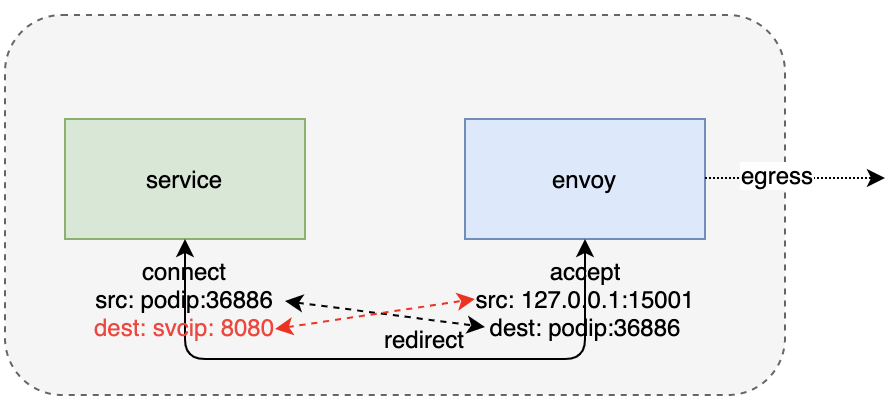 service
envoy
egress
connect
accept
src: podip:36886
src: 127.0.0.1:15001
dest: svcip: 8080
dest: podip:36886
redirect